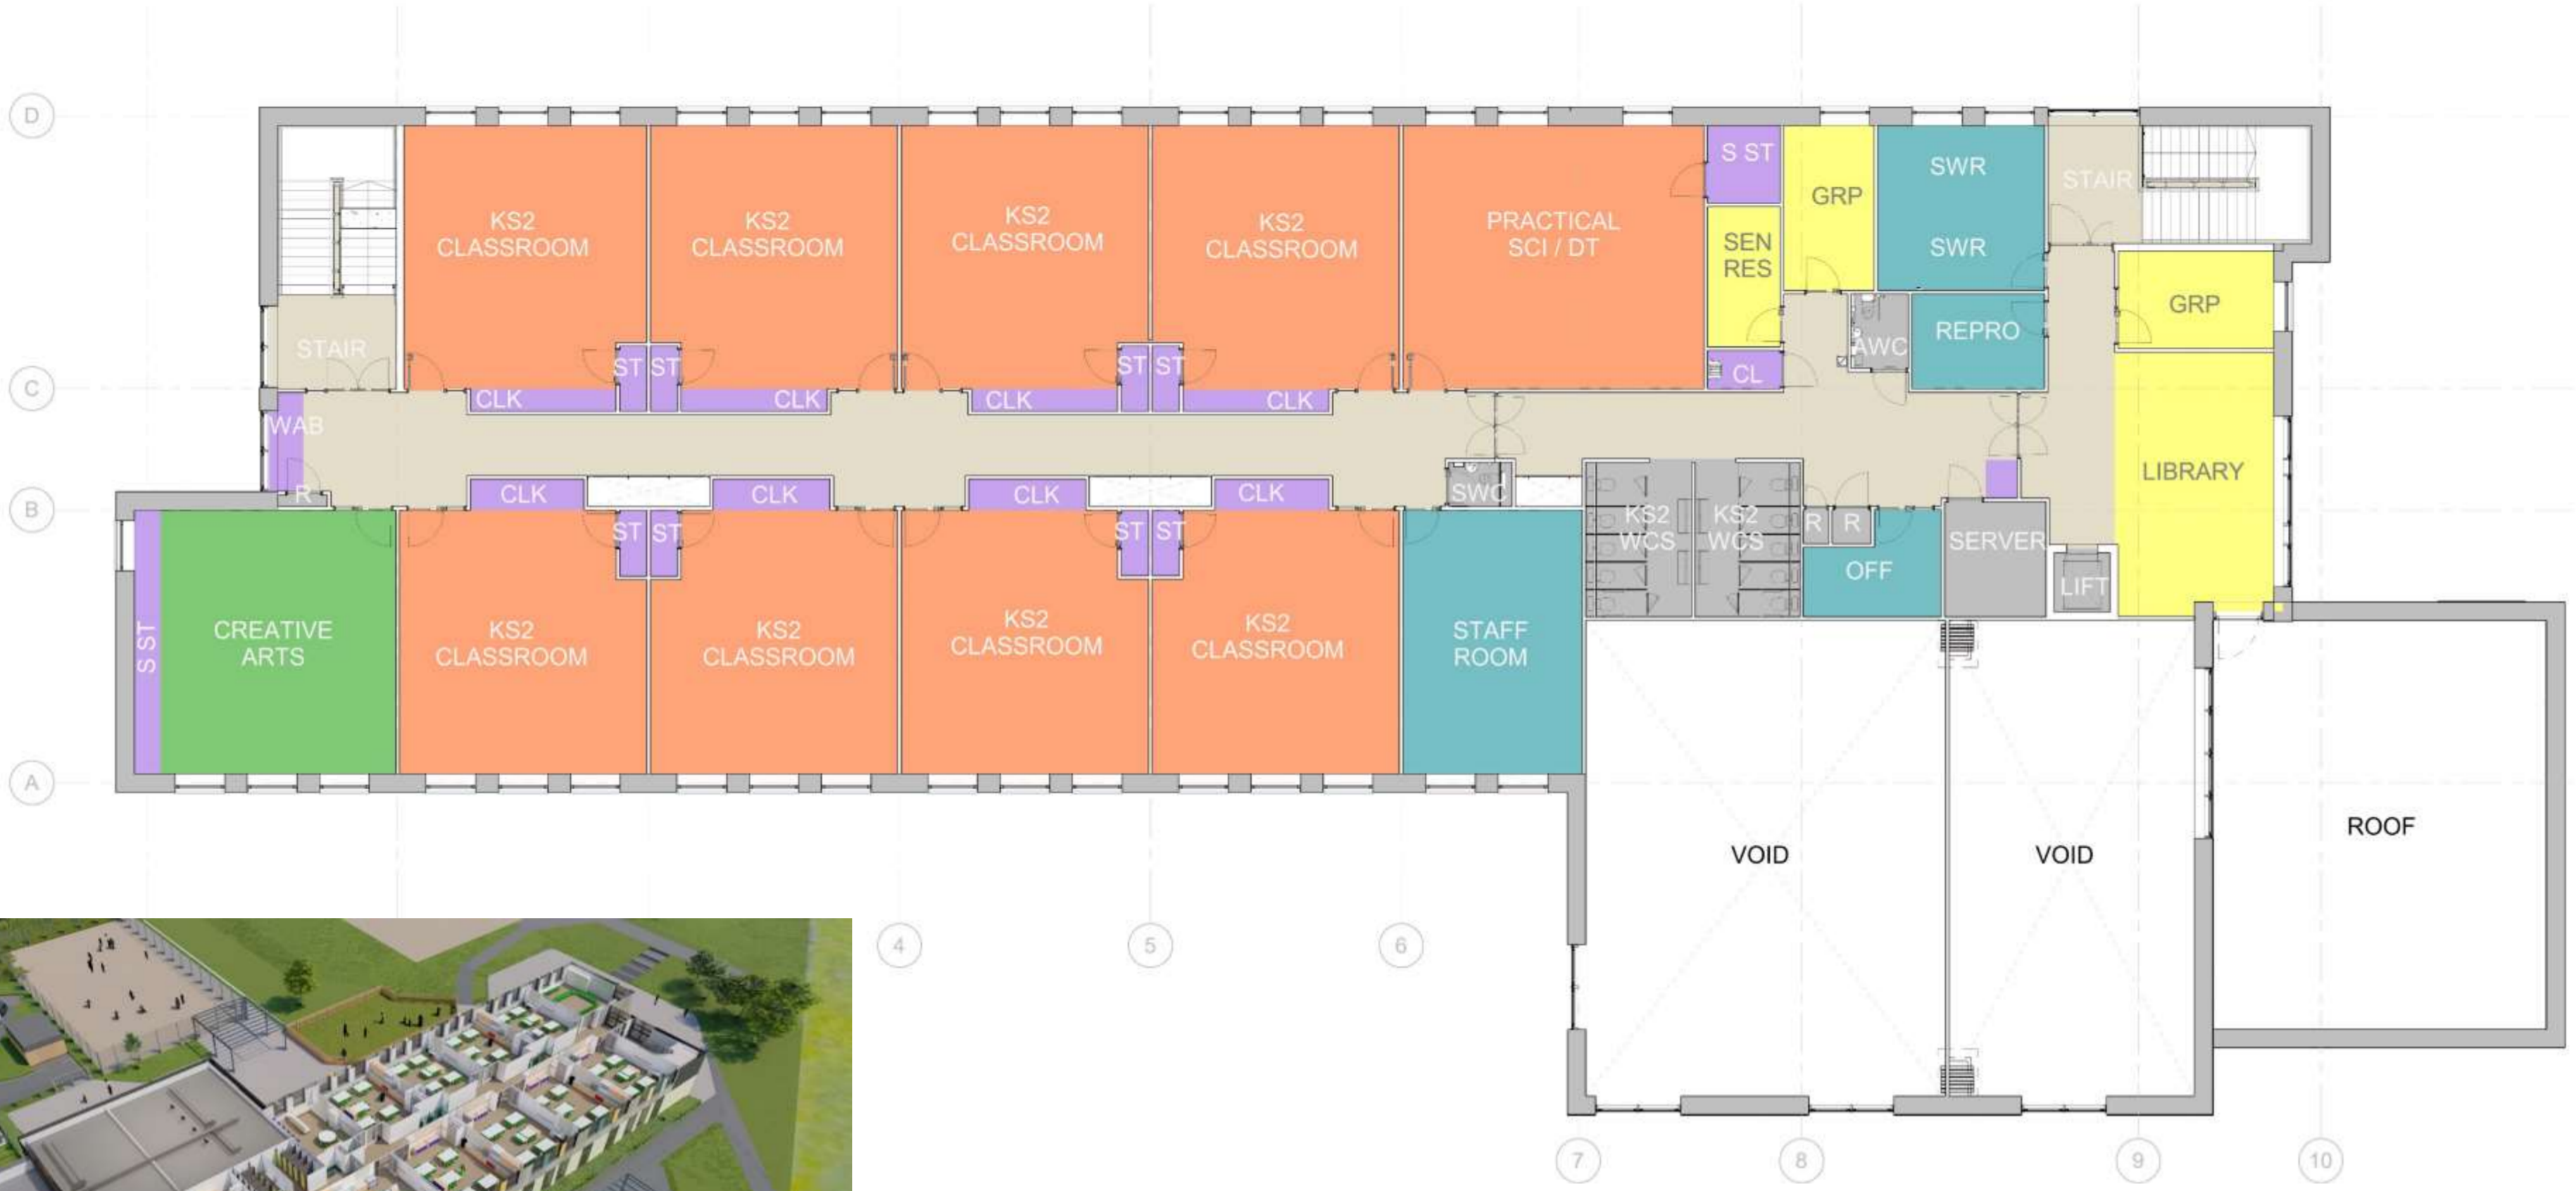 D
S ST
GRP
SWR
STAIR
KS2
CLASSROOM
KS2
CLASSROOM
KS2
CLASSROOM
KS2
CLASSROOM
PRACTICAL
SCI / DT
SEN
RES
SWR
GRP
STAIR
AWC
REPRO
ST
ST
ST
ST
CL
C
CLK
CLK
CLK
CLK
WAB
LIBRARY
R
CLK
CLK
CLK
CLK
SWC
B
ST
ST
ST
ST
KS2
WCS
KS2
WCS
R
R
SERVER
OFF
LIFT
S ST
CREATIVE
ARTS
KS2
CLASSROOM
KS2
CLASSROOM
KS2
CLASSROOM
KS2
CLASSROOM
STAFF
ROOM
A
VOID
VOID
ROOF
4
5
6
7
8
9
10